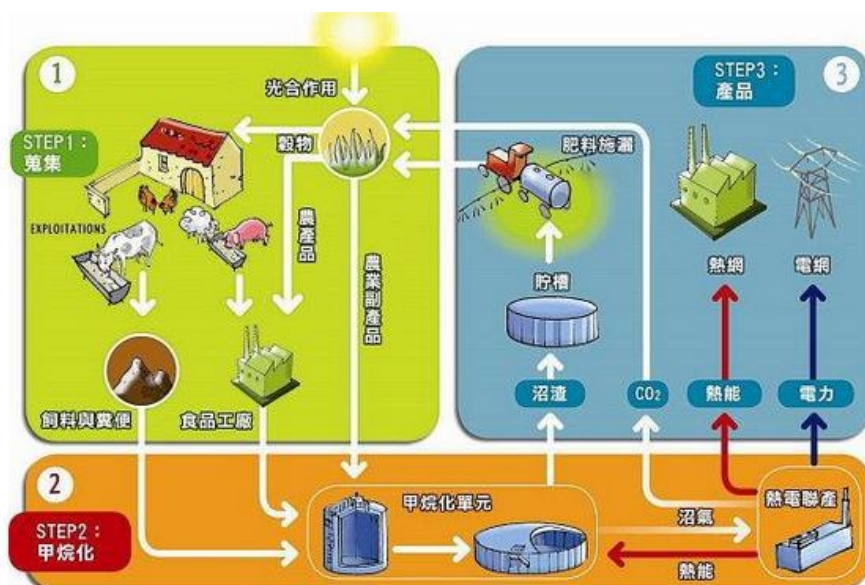 1
光合作用
STEP1：
蒐集
穀物
EXPLOITATIONS
農產品
農業副產品
飼料與糞便
食品工廠
3
STEP3：
產品
肥料施灑
貯槽
熱網
電網
沼渣
CO₂
熱能
電力
2
STEP2：
甲烷化
甲烷化單元
沼氣
熱電聯產
熱能